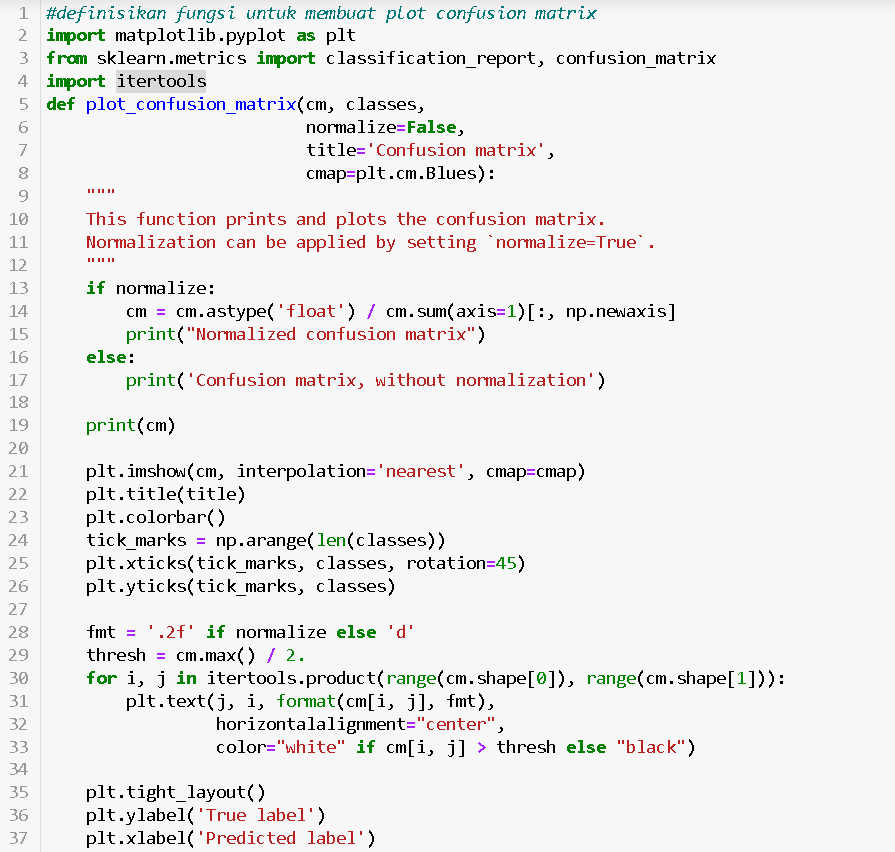 1 #definisikan fungsi untuk membuat plot confusion matrix
2 import matplotlib.pyplot as plt
3 from sklearn.metrics import classification_report, confusion_matrix
4 import itertools
5 def plot_confusion_matrix(cm, classes,
6                           normalize=False,
7                           title='Confusion matrix',
8                           cmap=plt.cm.Blues):
9     """
10     This function prints and plots the confusion matrix.
11     Normalization can be applied by setting `normalize=True`.
12     """
13     if normalize:
14         cm = cm.astype('float') / cm.sum(axis=1)[:, np.newaxis]
15         print("Normalized confusion matrix")
16     else:
17         print('Confusion matrix, without normalization')
18
19     print(cm)
20
21     plt.imshow(cm, interpolation='nearest', cmap=cmap)
22     plt.title(title)
23     plt.colorbar()
24     tick_marks = np.arange(len(classes))
25     plt.xticks(tick_marks, classes, rotation=45)
26     plt.yticks(tick_marks, classes)
27
28     fmt = '.2f' if normalize else 'd'
29     thresh = cm.max() / 2.
30     for i, j in itertools.product(range(cm.shape[0]), range(cm.shape[1])):
31         plt.text(j, i, format(cm[i, j], fmt),
32                  horizontalalignment="center",
33                  color="white" if cm[i, j] > thresh else "black")
34
35     plt.tight_layout()
36     plt.ylabel('True label')
37     plt.xlabel('Predicted label')